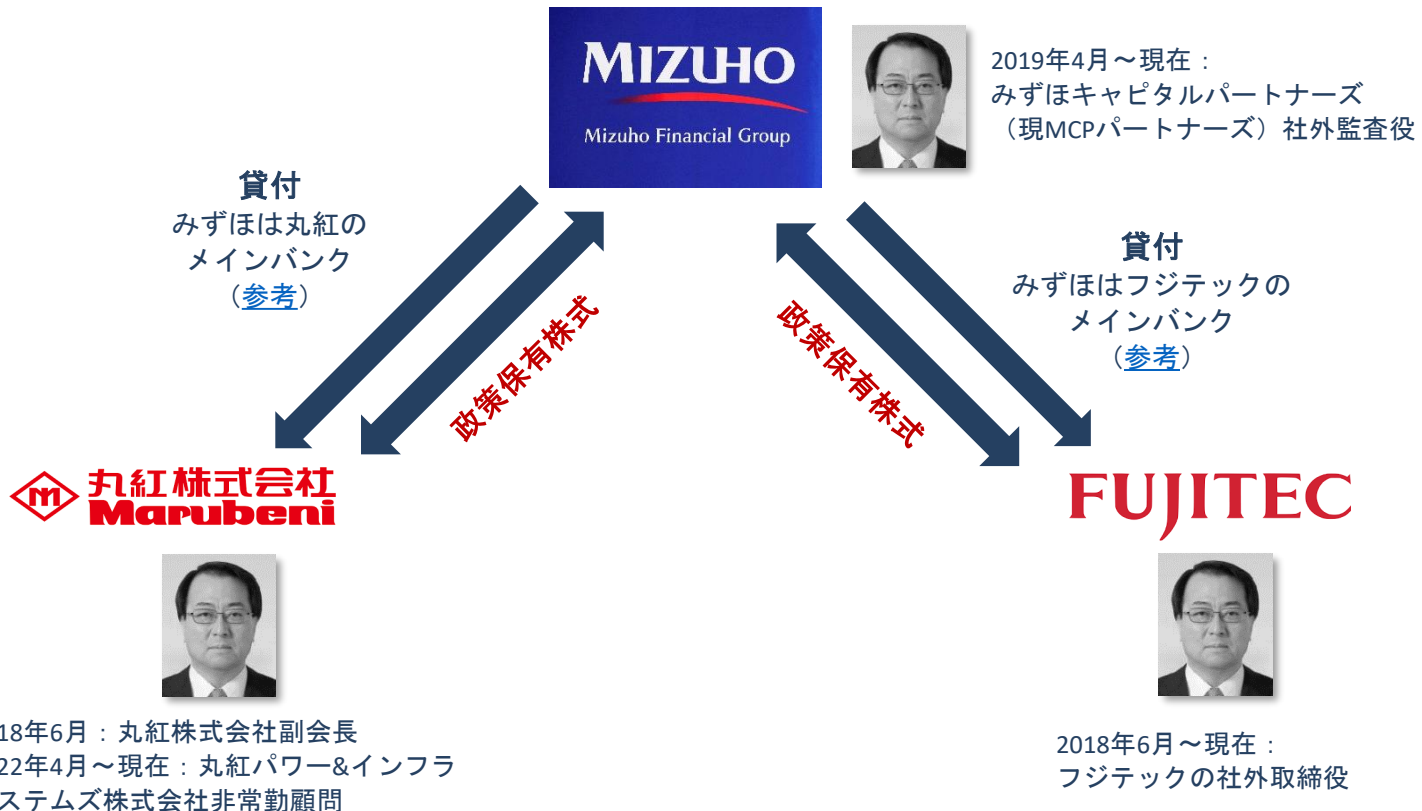 MIZUHO
Mizuho Financial Group
2019年4月～現在：
みずほキャピタルパートナーズ
（現MCPパートナーズ）社外監査役
貸付
みずほは丸紅の
メインバンク
（参考）
貸付
みずほはフジテックの
メインバンク
（参考）
政策保有株式
政策保有株式
丸紅株式会社
Marubeni
FUJITEC
18年6月：丸紅株式会社副会長
22年4月～現在：丸紅パワー&インフラ
ステムズ株式会社非常勤顧問
2018年6月～現在：
フジテックの社外取締役